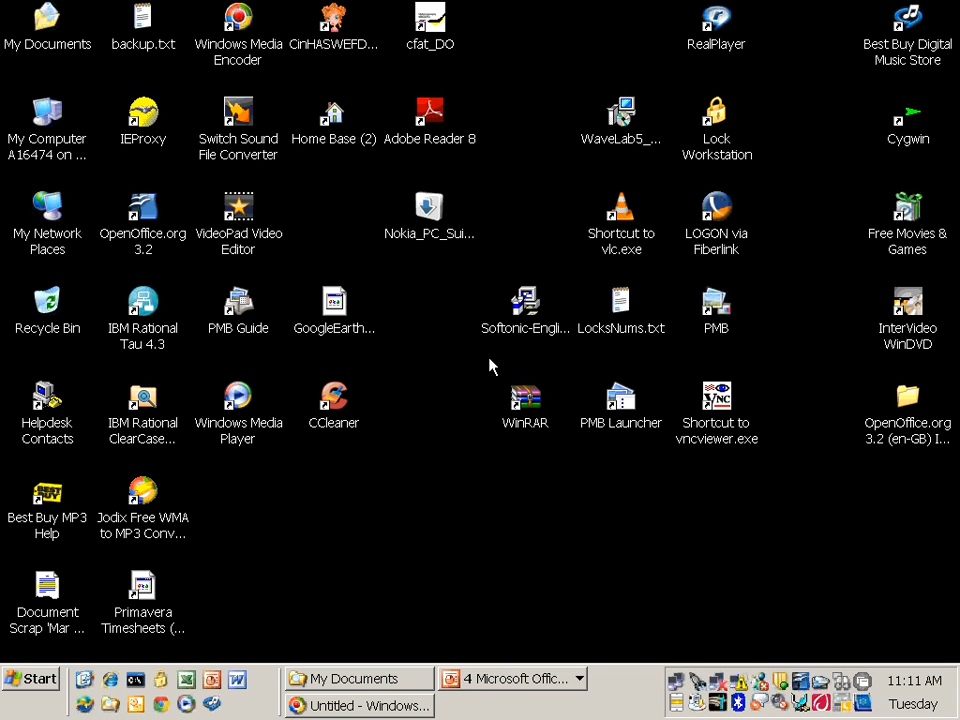 My Documents
backup.txt
Windows Media
Encoder
CinHASWEFD...
cfat_DO
RealPlayer
Best Buy Digital
Music Store
My Computer
A16474 on ...
IEProxy
Switch Sound
File Converter
Home Base (2)
Adobe Reader 8
WaveLab5_...
Lock
Workstation
Cygwin
My Network
Places
OpenOffice.org
3.2
VideoPad Video
Editor
Nokia_PC_Sui...
Shortcut to
vlc.exe
LOGON via
Fiberlink
Free Movies &
Games
Recycle Bin
IBM Rational
Tau 4.3
PMB Guide
GoogleEarth...
Softonic-Engli...
LocksNums.txt
PMB
InterVideo
WinDVD
Helpdesk
Contacts
IBM Rational
ClearCase...
Windows Media
Player
CCleaner
WinRAR
PMB Launcher
VNC
Shortcut to
vncviewer.exe
OpenOffice.org
3.2 (en-GB) I...
BEST
BUY
Best Buy MP3
Help
Jodix Free WMA
to MP3 Conv...
Document
Scrap 'Mar ...
Primavera
Timesheets (...
Start
My Documents
4 Microsoft Offic...
11:11 AM
Untitled - Windows...
Tuesday